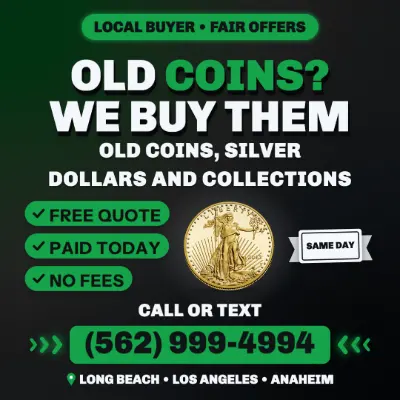 LOCAL BUYER • FAIR OFFERS
OLD COINS?
WE BUY THEM
OLD COINS, SILVER
DOLLARS AND COLLECTIONS
FREE QUOTE
PAID TODAY
NO FEES
LIBERTY
SAME DAY
CALL OR TEXT
(562) 999-4994
LONG BEACH • LOS ANGELES • ANAHEIM